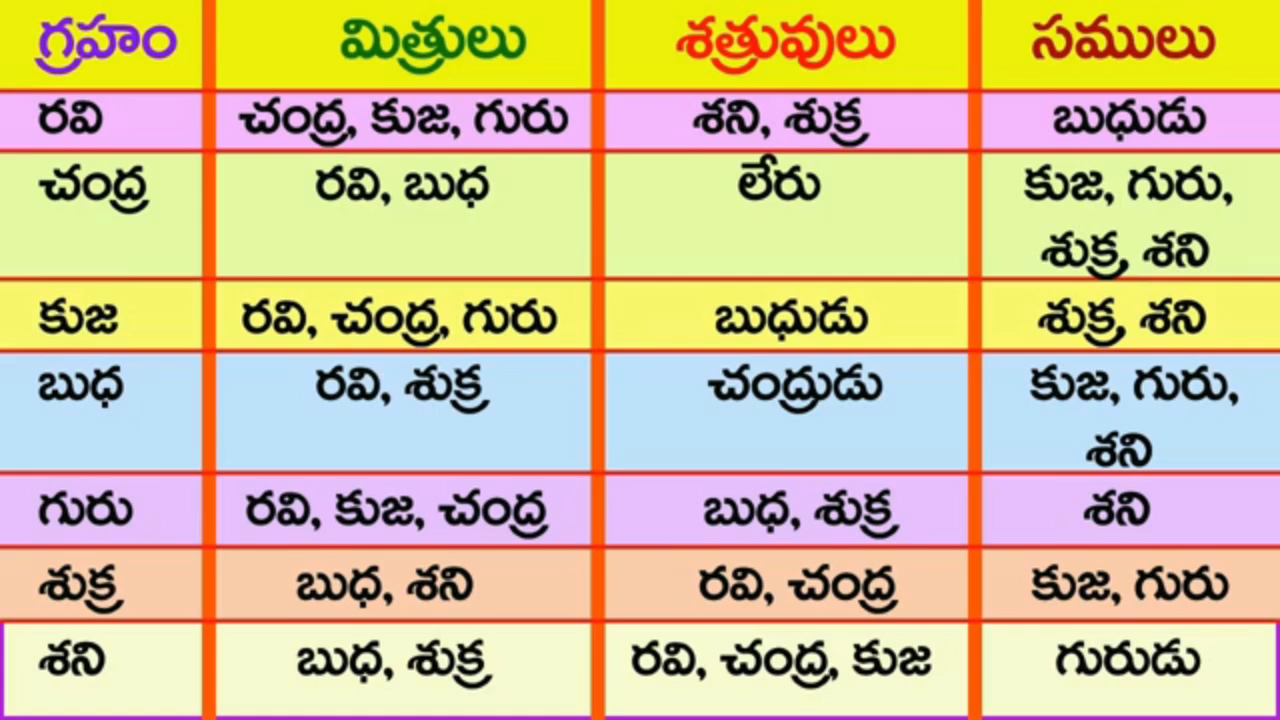 గ్రహం మిత్రులు శత్రువులు సములు
రవి చంద్ర, కుజ, గురు శని, శుక్ర బుధుడు
చంద్ర రవి, బుధ లేరు కుజ, గురు,
శుక్ర, శని
కుజ రవి, చంద్ర, గురు బుధుడు శుక్ర, శని
బుధ రవి, శుక్ర చంద్రుడు కుజ, గురు,
శని
గురు రవి, కుజ, చంద్ర బుధ, శుక్ర శని
శుక్ర బుధ, శని రవి, చంద్ర కుజ, గురు
శని బుధ, శుక్ర రవి, చంద్ర, కుజ గురుడు